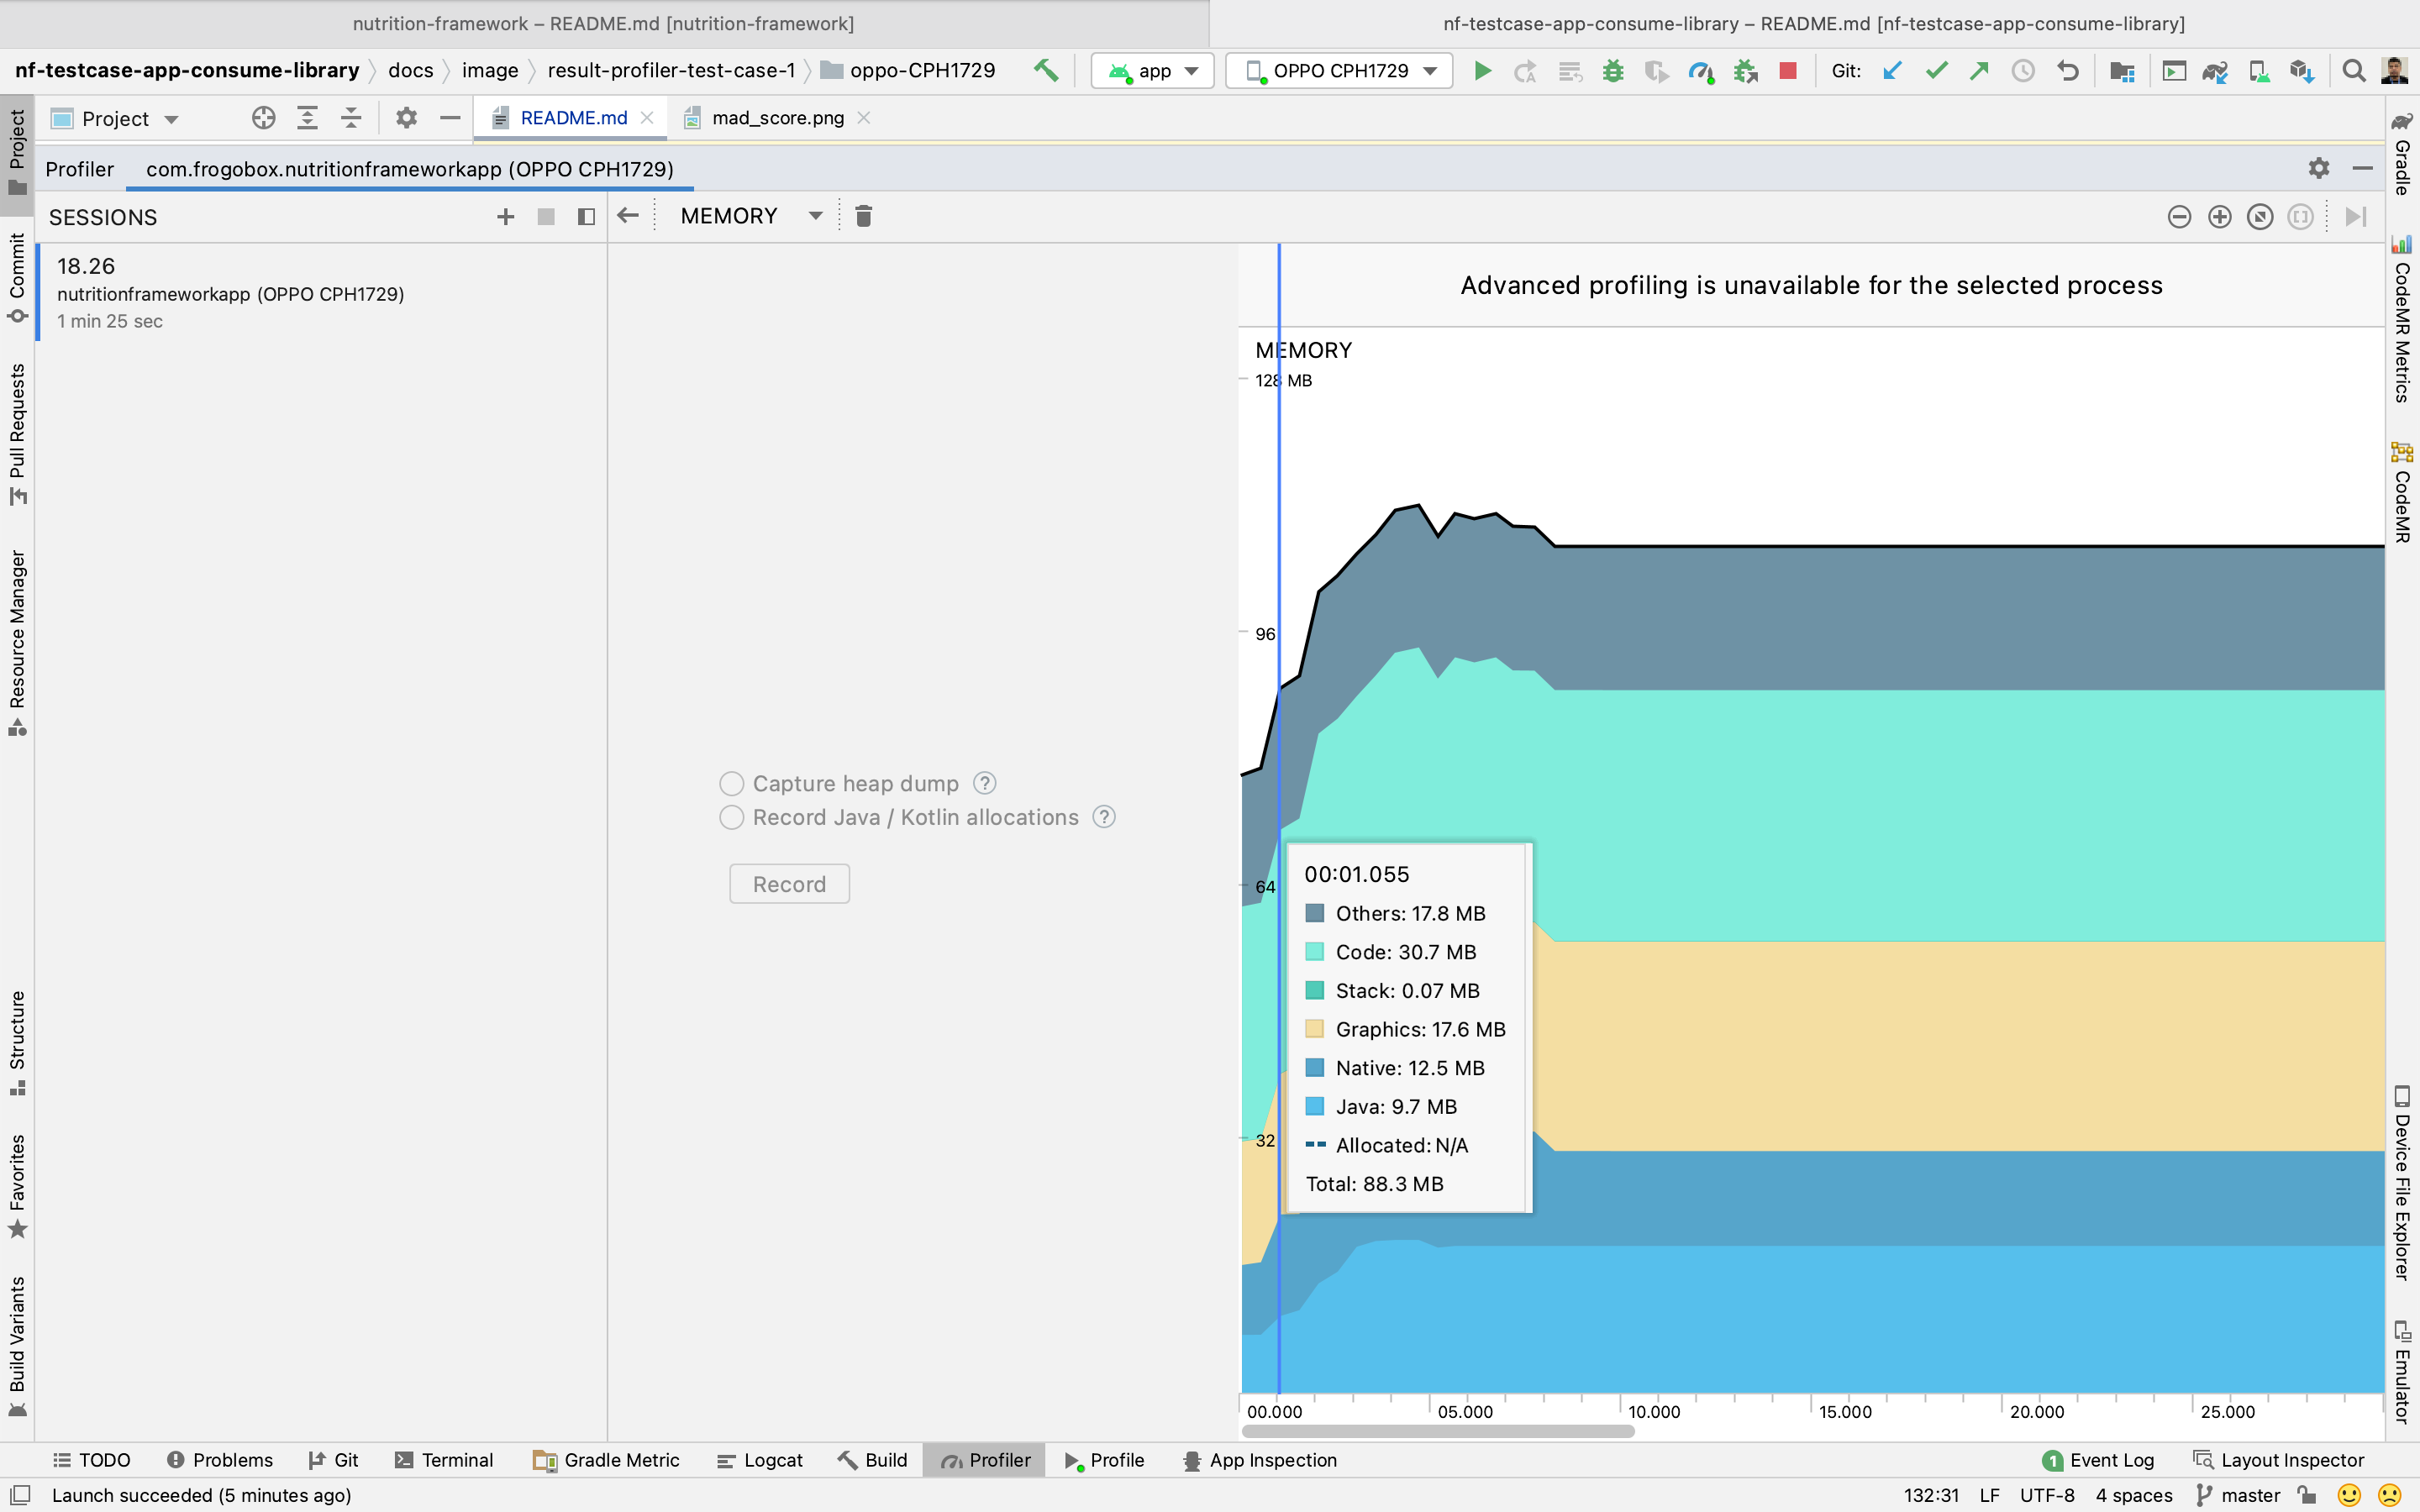 nutrition-framework – README.md [nutrition-framework]
nf-testcase-app-consume-library – README.md [nf-testcase-app-consume-library]
nf-testcase-app-consume-library docs image result-profiler-test-case-1 oppo-CPH1729 app OPPO CPH1729 Git:
Project README.md mad_score.png
Profiler com.frogobox.nutritionframeworkapp (OPPO CPH1729)
SESSIONS MEMORY
18.26
nutritionframeworkapp (OPPO CPH1729)
1 min 25 sec
Capture heap dump ?
Record Java / Kotlin allocations ?
Record
Advanced profiling is unavailable for the selected process
MEMORY
128 MB
96
64
32
00:01.055
Others: 17.8 MB
Code: 30.7 MB
Stack: 0.07 MB
Graphics: 17.6 MB
Native: 12.5 MB
Java: 9.7 MB
Allocated: N/A
Total: 88.3 MB
00.000 05.000 10.000 15.000 20.000 25.000
Project
Commit
Pull Requests
Resource Manager
Structure
Favorites
Build Variants
Gradle
CodeMR Metrics
CodeMR
Device File Explorer
Emulator
TODO Problems Git Terminal Gradle Metric Logcat Build Profiler Profile App Inspection 1 Event Log Layout Inspector
Launch succeeded (5 minutes ago) 132:31 LF UTF-8 4 spaces master